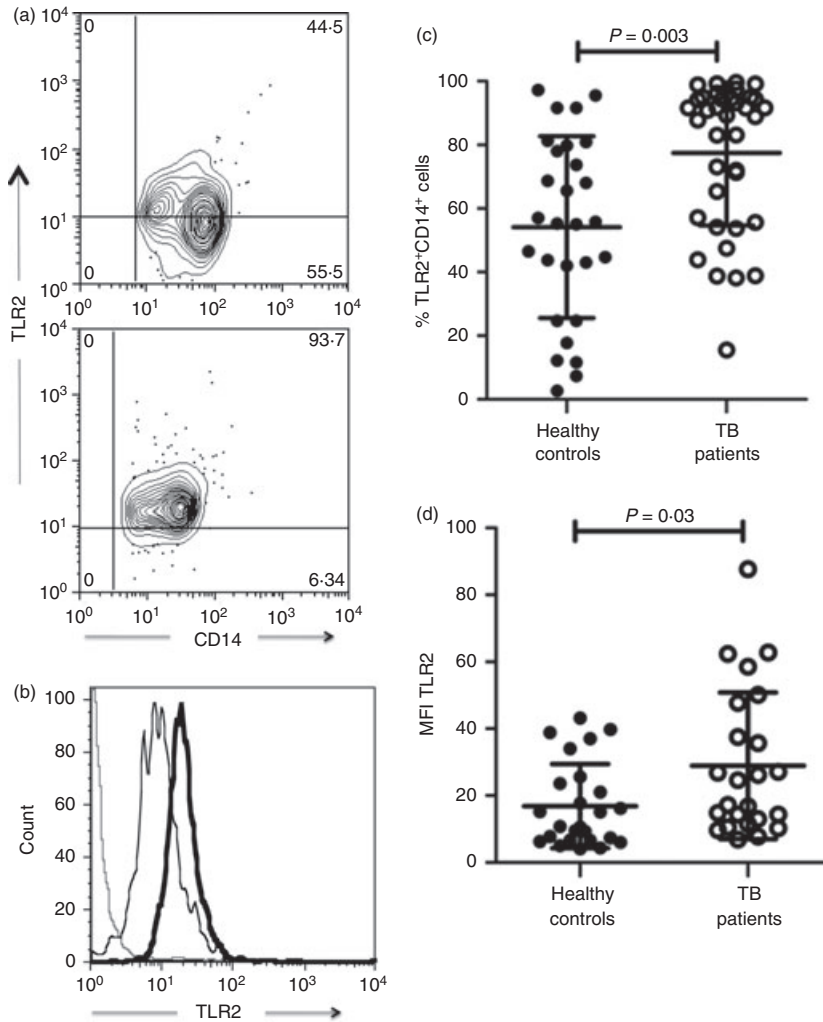 (a)
10⁴
10³
10²
10¹
10⁰
0
44·5
0
55·5
10⁰ 10¹ 10² 10³ 10⁴
TLR2
10⁴
10³
10²
10¹
10⁰
0
93·7
0
6·34
10⁰ 10¹ 10² 10³ 10⁴
CD14
(b)
100
80
60
40
20
0
Count
10⁰ 10¹ 10² 10³ 10⁴
TLR2
(c)
P = 0·003
100
80
60
40
20
0
% TLR2⁺CD14⁺ cells
Healthy
controls
TB
patients
(d)
P = 0·03
100
80
60
40
20
0
MFI TLR2
Healthy
controls
TB
patients